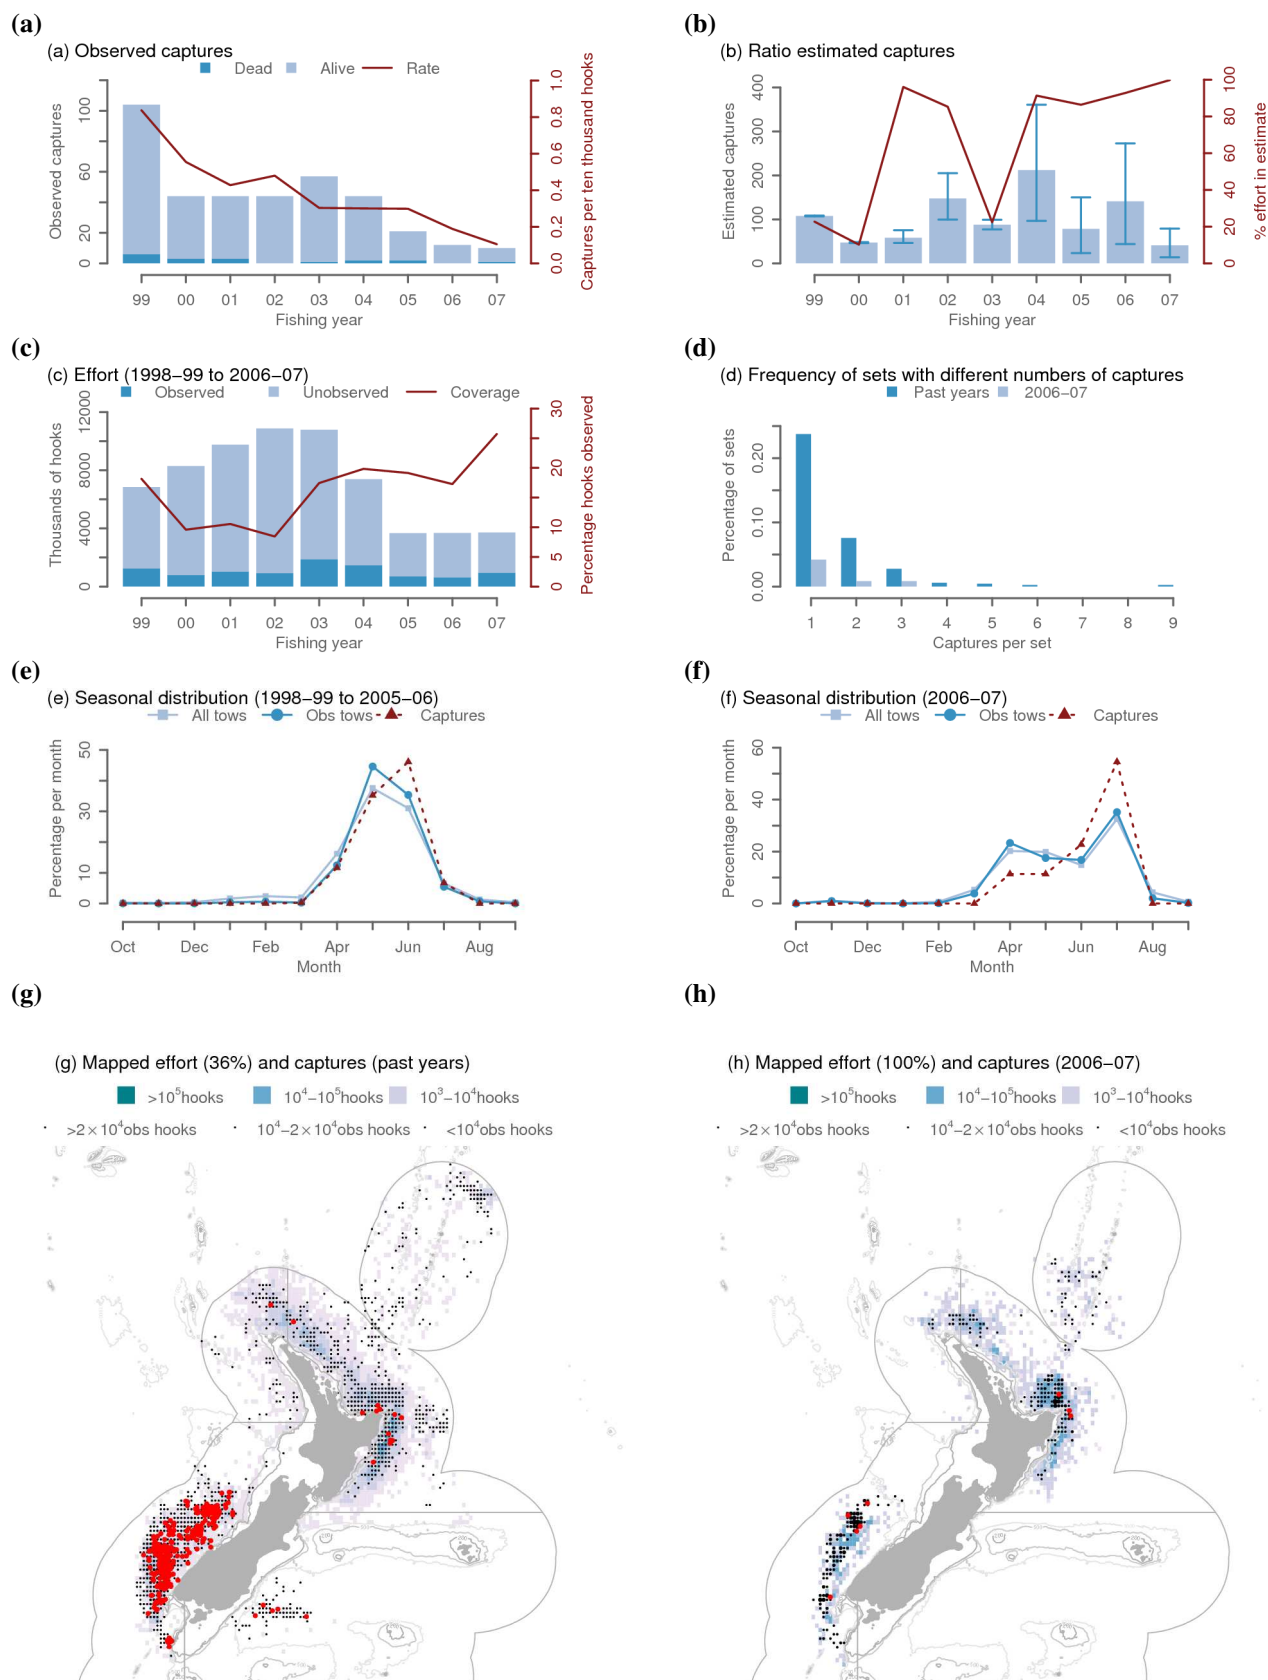 (a)
(b)
(a) Observed captures
Dead Alive Rate
Observed captures
0 20 60 100
Captures per ten thousand hooks
0.0 0.2 0.4 0.6 0.8 1.0
99 00 01 02 03 04 05 06 07
Fishing year
(b) Ratio estimated captures
Estimated captures
0 100 200 300 400
% effort in estimate
0 20 40 60 80 100
99 00 01 02 03 04 05 06 07
Fishing year
(c)
(d)
(c) Effort (1998–99 to 2006–07)
Observed Unobserved Coverage
Thousands of hooks
0 4000 8000 12000
Percentage hooks observed
0 5 10 20 30
99 00 01 02 03 04 05 06 07
Fishing year
(d) Frequency of sets with different numbers of captures
Past years 2006–07
Percentage of sets
0.00 0.10 0.20
1 2 3 4 5 6 7 8 9
Captures per set
(e)
(f)
(e) Seasonal distribution (1998–99 to 2005–06)
All tows Obs tows Captures
Percentage per month
0 10 30 50
Oct Dec Feb Apr Jun Aug
Month
(f) Seasonal distribution (2006–07)
All tows Obs tows Captures
Percentage per month
0 20 40 60
Oct Dec Feb Apr Jun Aug
Month
(g)
(h)
(g) Mapped effort (36%) and captures (past years)
>10⁵hooks 10⁴–10⁵hooks 10³–10⁴hooks
>2×10⁴obs hooks 10⁴–2×10⁴obs hooks <10⁴obs hooks
(h) Mapped effort (100%) and captures (2006–07)
>10⁵hooks 10⁴–10⁵hooks 10³–10⁴hooks
>2×10⁴obs hooks 10⁴–2×10⁴obs hooks <10⁴obs hooks